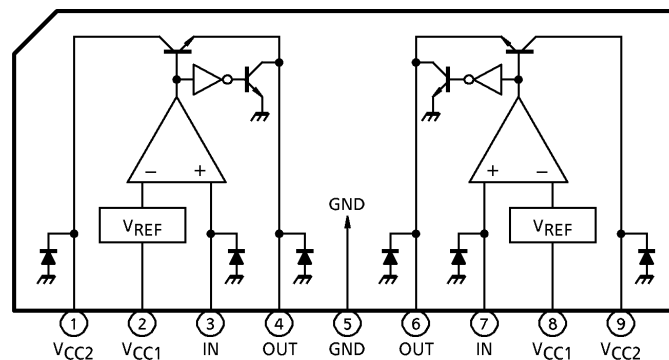 − + + −
GND
VREF VREF
1 2 3 4 5 6 7 8 9
VCC2 VCC1 IN OUT GND OUT IN VCC1 VCC2